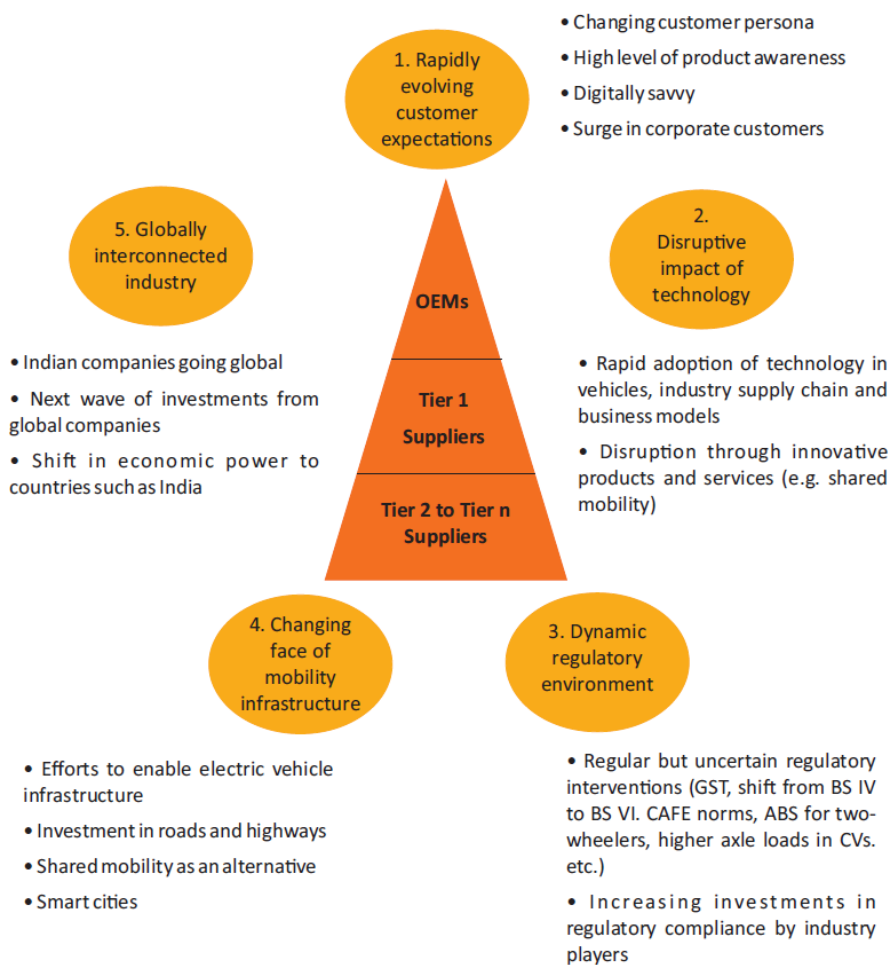 1. Rapidly
evolving
customer
expectations
• Changing customer persona
• High level of product awareness
• Digitally savvy
• Surge in corporate customers
5. Globally
interconnected
industry
2.
Disruptive
impact of
technology
OEMs
Tier 1
Suppliers
Tier 2 to Tier n
Suppliers
• Indian companies going global
• Next wave of investments from
global companies
• Shift in economic power to
countries such as India
• Rapid adoption of technology in
vehicles, industry supply chain and
business models
• Disruption through innovative
products and services (e.g. shared
mobility)
4. Changing
face of
mobility
infrastructure
3. Dynamic
regulatory
environment
• Efforts to enable electric vehicle
infrastructure
• Investment in roads and highways
• Shared mobility as an alternative
• Smart cities
• Regular but uncertain regulatory
interventions (GST, shift from BS IV
to BS VI. CAFE norms, ABS for two-
wheelers, higher axle loads in CVs.
etc.)
• Increasing investments in
regulatory compliance by industry
players